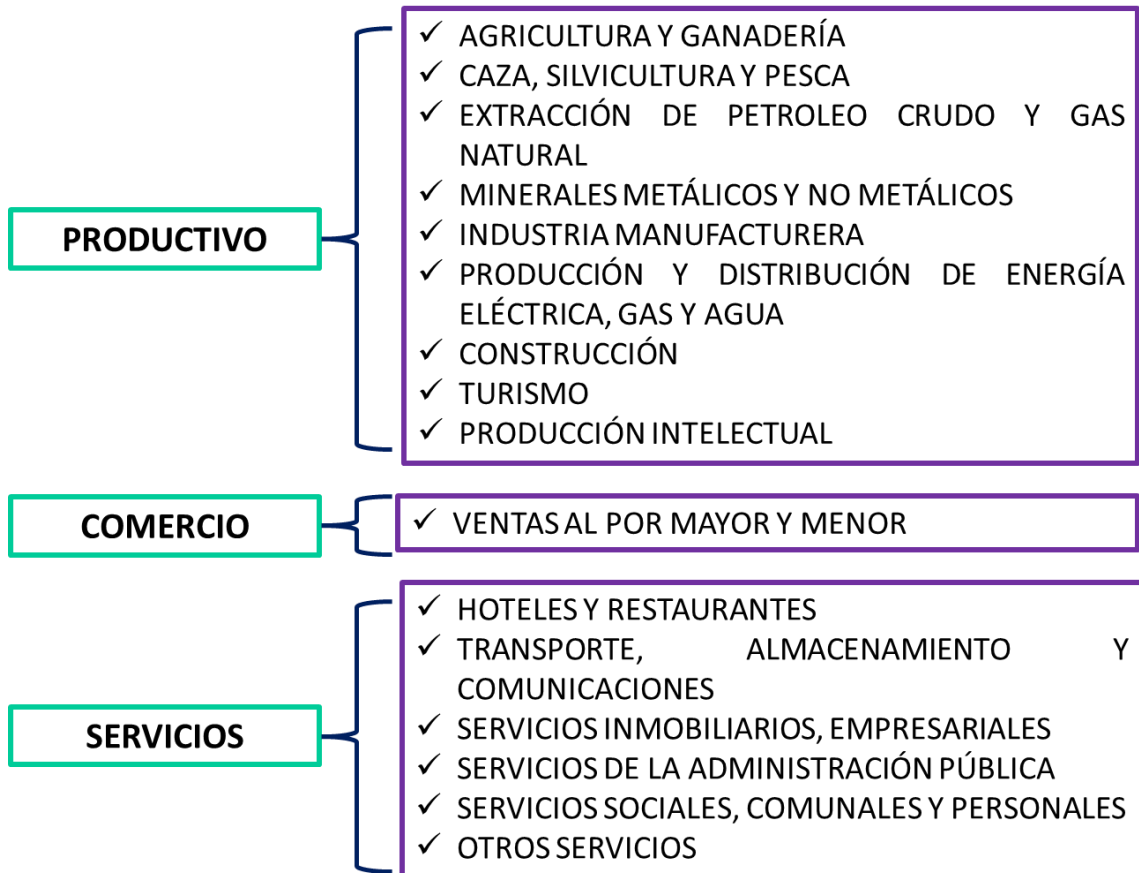 PRODUCTIVO
✓ AGRICULTURA Y GANADERÍA
✓ CAZA, SILVICULTURA Y PESCA
✓ EXTRACCIÓN DE PETROLEO CRUDO Y GAS
NATURAL
✓ MINERALES METÁLICOS Y NO METÁLICOS
✓ INDUSTRIA MANUFACTURERA
✓ PRODUCCIÓN Y DISTRIBUCIÓN DE ENERGÍA
ELÉCTRICA, GAS Y AGUA
✓ CONSTRUCCIÓN
✓ TURISMO
✓ PRODUCCIÓN INTELECTUAL
COMERCIO
✓ VENTAS AL POR MAYOR Y MENOR
SERVICIOS
✓ HOTELES Y RESTAURANTES
✓ TRANSPORTE, ALMACENAMIENTO Y
COMUNICACIONES
✓ SERVICIOS INMOBILIARIOS, EMPRESARIALES
✓ SERVICIOS DE LA ADMINISTRACIÓN PÚBLICA
✓ SERVICIOS SOCIALES, COMUNALES Y PERSONALES
✓ OTROS SERVICIOS